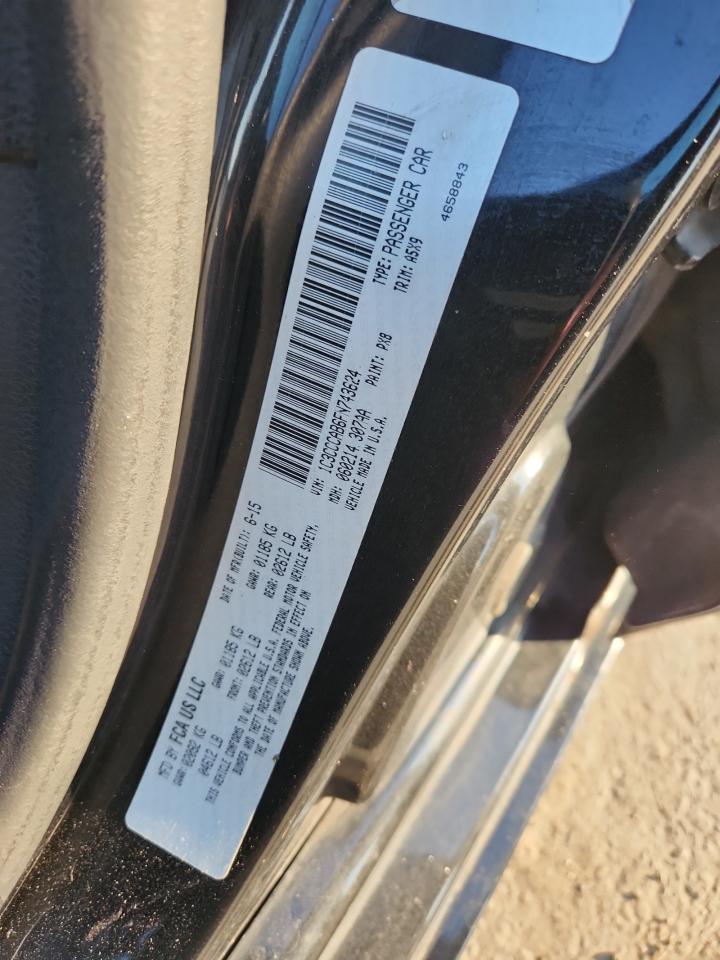 MFD BY FCA US LLC
DATE OF MFR(BUILT): 6-15
GVWR: 02092 KG
04612 LB
GAWR: 01185 KG
FRONT: 02612 LB
GAWR: 01185 KG
REAR: 02612 LB
THIS VEHICLE CONFORMS TO ALL APPLICABLE U.S.A. FEDERAL MOTOR VEHICLE SAFETY,
BUMPER AND THEFT PREVENTION STANDARDS IN EFFECT ON
THE DATE OF MANUFACTURE SHOWN ABOVE.
VIN: 1C3CCCAB6FN743624
TYPE: PASSENGER CAR
MDH: 060214 307AA
PAINT: PX8
TRIM: A5X9
VEHICLE MADE IN U.S.A.
4658843